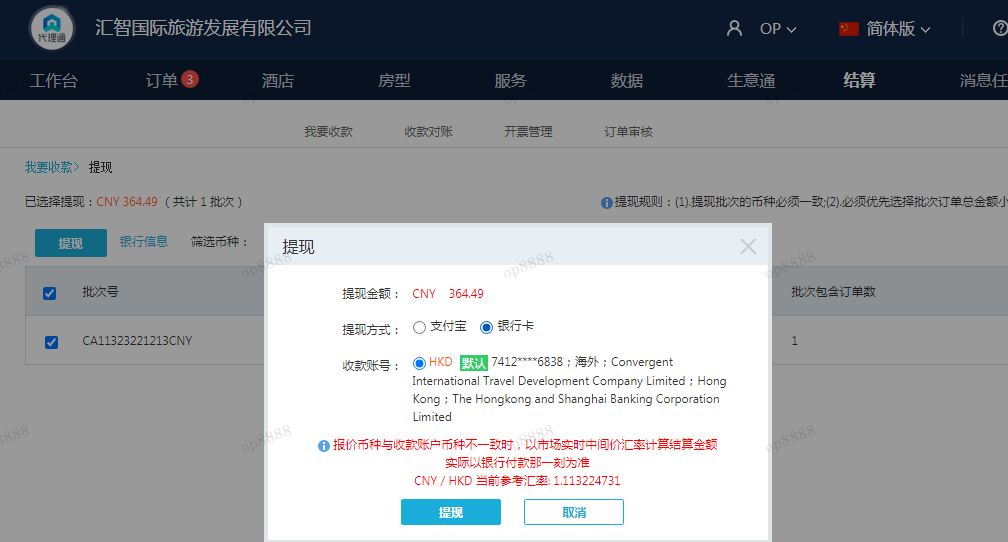 代理通
汇智国际旅游发展有限公司
OP
简体版
工作台 订单 3 酒店 房型 服务 数据 生意通 结算 消息任
我要收款 收款对账 开票管理 订单审核
我要收款> 提现
已选择提现：CNY 364.49 （共计 1 批次）
提现规则：(1).提现批次的币种必须一致;(2).必须优先选择批次订单总金额小
提现 银行信息 筛选币种：
批次号
批次包含订单数
CA11323221213CNY
1
提现
提现金额： CNY 364.49
提现方式： 支付宝 银行卡
收款账号： HKD 默认 7412****6838；海外；Convergent
International Travel Development Company Limited；Hong
Kong；The Hongkong and Shanghai Banking Corporation
Limited
报价币种与收款账户币种不一致时，以市场实时中间价汇率计算结算金额
实际以银行付款那一刻为准
CNY / HKD 当前参考汇率: 1.113224731
提现 取消
op8888
op8888
op8888
op8888
op8888
op8888